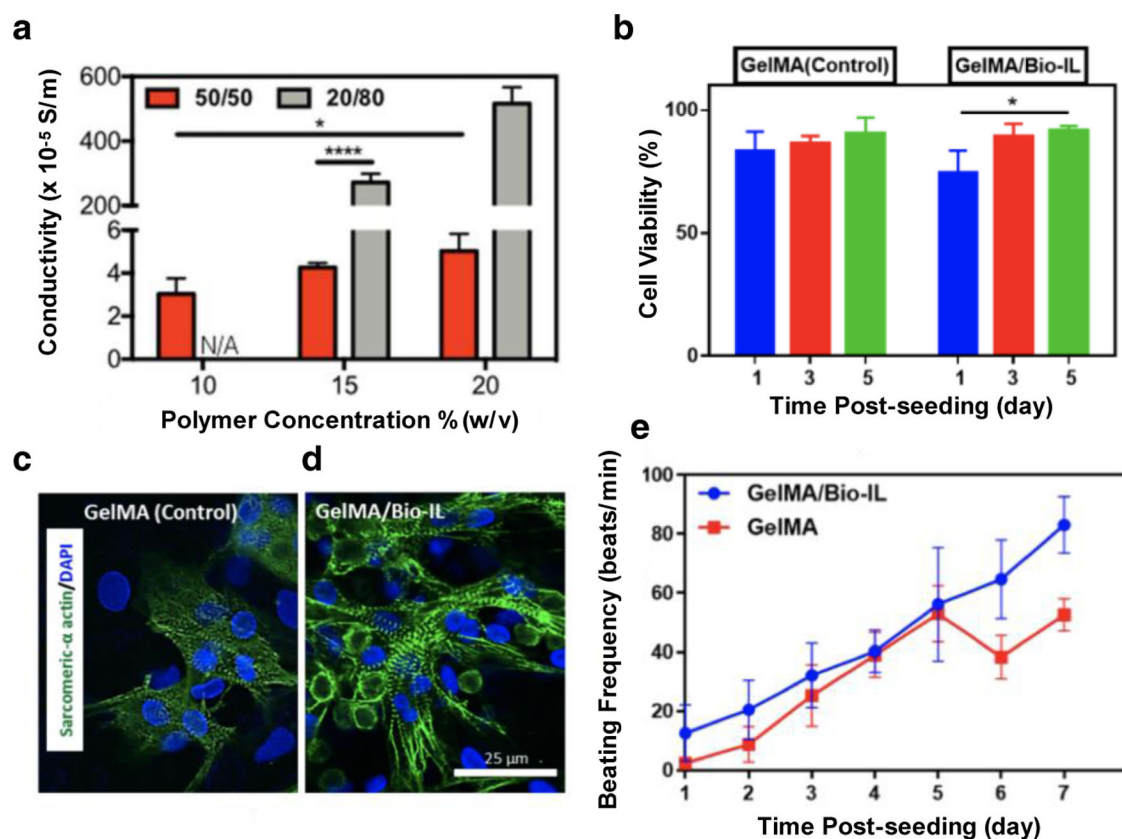 a
Conductivity (x 10⁻⁵ S/m)
600
400
200
6
4
2
0
50/50
20/80
*
****
N/A
10
15
20
Polymer Concentration % (w/v)
b
GelMA(Control)
GelMA/Bio-IL
*
Cell Viability (%)
100
50
0
1
3
5
1
3
5
Time Post-seeding (day)
c
GelMA (Control)
Sarcomeric-α actin/DAPI
d
GelMA/Bio-IL
25 µm
e
Beating Frequency (beats/min)
100
80
60
40
20
0
GelMA/Bio-IL
GelMA
1
2
3
4
5
6
7
Time Post-seeding (day)